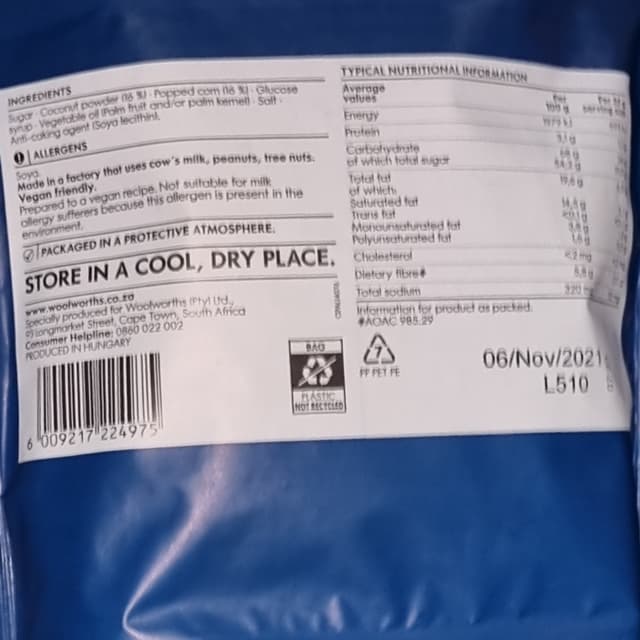 INGREDIENTS
Sugar · Coconut powder (18 %) · Popped corn (18 %) · Glucose
syrup · Vegetable oil (Palm fruit and/or palm kernel) · Salt ·
Anti-caking agent (Soya lecithin).
ALLERGENS
Soya.
Made in a factory that uses cow's milk, peanuts, tree nuts.
Vegan friendly.
Prepared to a vegan recipe. Not suitable for milk
allergy sufferers because this allergen is present in the
environment.
PACKAGED IN A PROTECTIVE ATMOSPHERE.
STORE IN A COOL, DRY PLACE.
www.woolworths.co.za
Specially produced for Woolworths (Pty) Ltd,
Longmarket Street, Cape Town, South Africa
Consumer Helpline: 0860 022 002
PRODUCED IN HUNGARY
6 009217 224975
BAG
PLASTIC
NOT RECYCLED
TYPICAL NUTRITIONAL INFORMATION
Average
values
Per
Energy
Protein
Carbohydrate
of which total sugar
Total fat
of which:
Saturated fat
Trans fat
Monounsaturated fat
Polyunsaturated fat
Cholesterol
Dietary fibre#
Total sodium
Information for product as packed.
#AOAC 985.29
7
PP PET PE
06/Nov/2021
L510